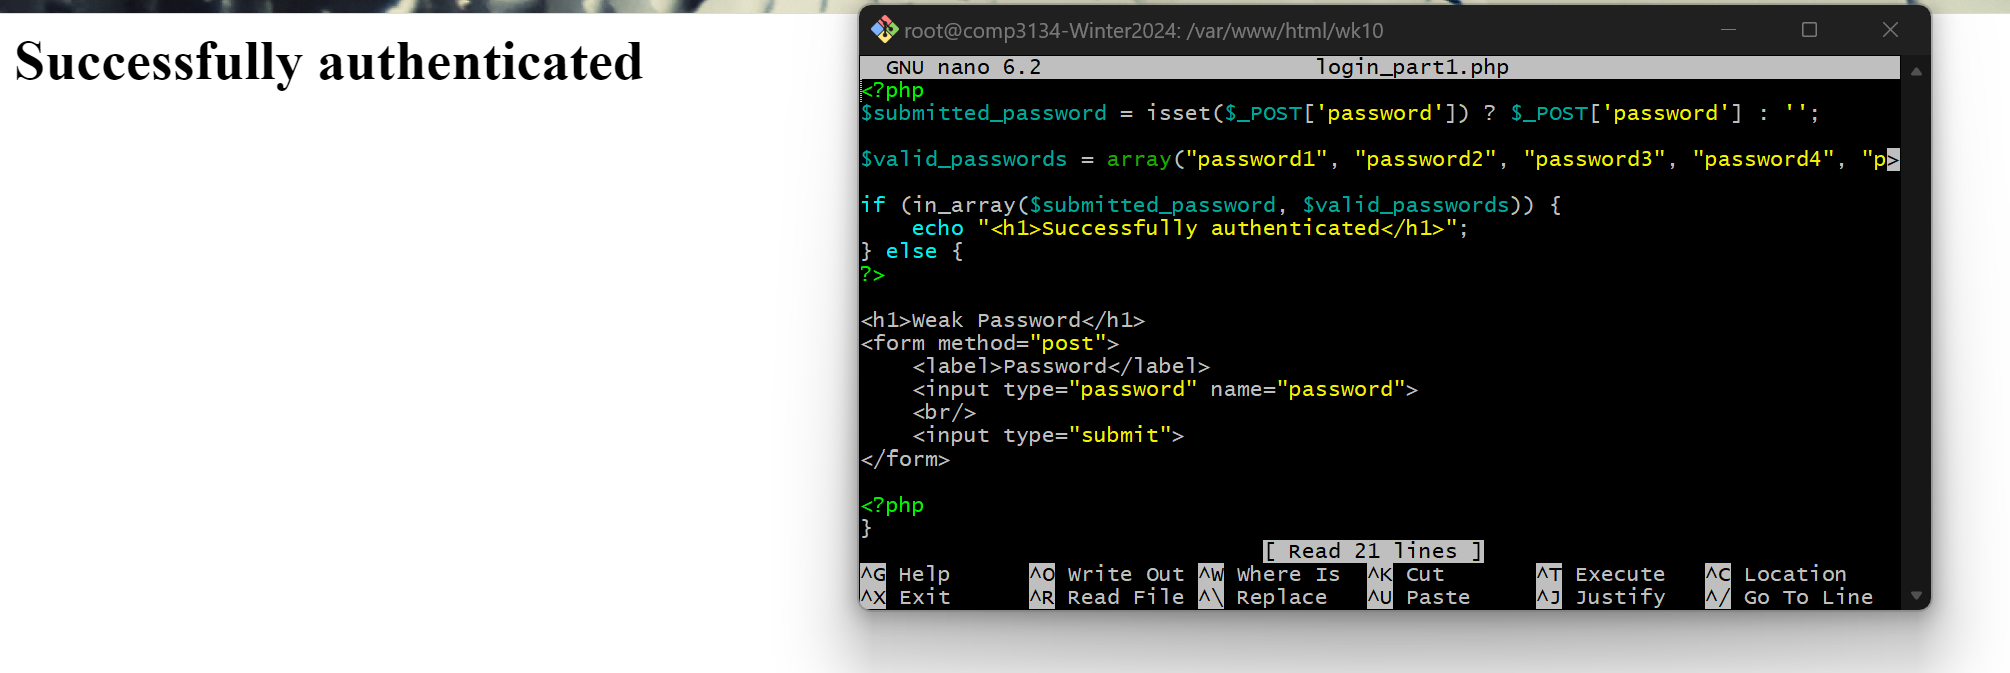 Successfully authenticated
root@comp3134-Winter2024: /var/www/html/wk10
GNU nano 6.2 login_part1.php
<?php
$submitted_password = isset($_POST['password']) ? $_POST['password'] : '';
$valid_passwords = array("password1", "password2", "password3", "password4", "p>
if (in_array($submitted_password, $valid_passwords)) {
    echo "<h1>Successfully authenticated</h1>";
} else {
?>
<h1>Weak Password</h1>
<form method="post">
    <label>Password</label>
    <input type="password" name="password">
    <br/>
    <input type="submit">
</form>
<?php
}
[ Read 21 lines ]
^G Help ^O Write Out ^W Where Is ^K Cut ^T Execute ^C Location
^X Exit ^R Read File ^\ Replace ^U Paste ^J Justify ^/ Go To Line